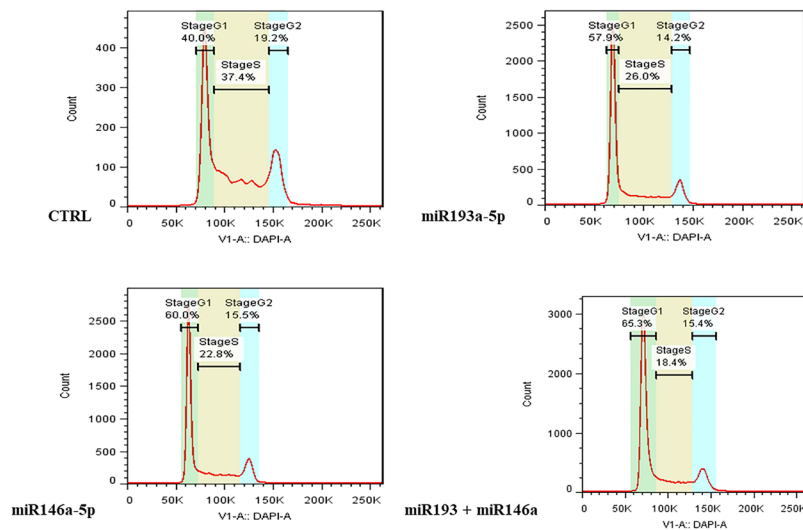 StageG1 StageG2
40.0% 19.2%
StageS
37.4%
400
300
200
100
0
Count
0 50K 100K 150K 200K 250K
V1-A:: DAPI-A
CTRL
StageG1 StageG2
57.9% 14.2%
StageS
26.0%
2500
2000
1500
1000
500
0
Count
0 50K 100K 150K 200K 250K
V1-A:: DAPI-A
miR193a-5p
StageG1 StageG2
60.0% 15.5%
StageS
22.8%
2500
2000
1500
1000
500
0
Count
0 50K 100K 150K 200K 250K
V1-A:: DAPI-A
miR146a-5p
StageG1 StageG2
65.3% 15.4%
StageS
18.4%
3000
2000
1000
0
Count
0 50K 100K 150K 200K 250K
V1-A:: DAPI-A
miR193 + miR146a